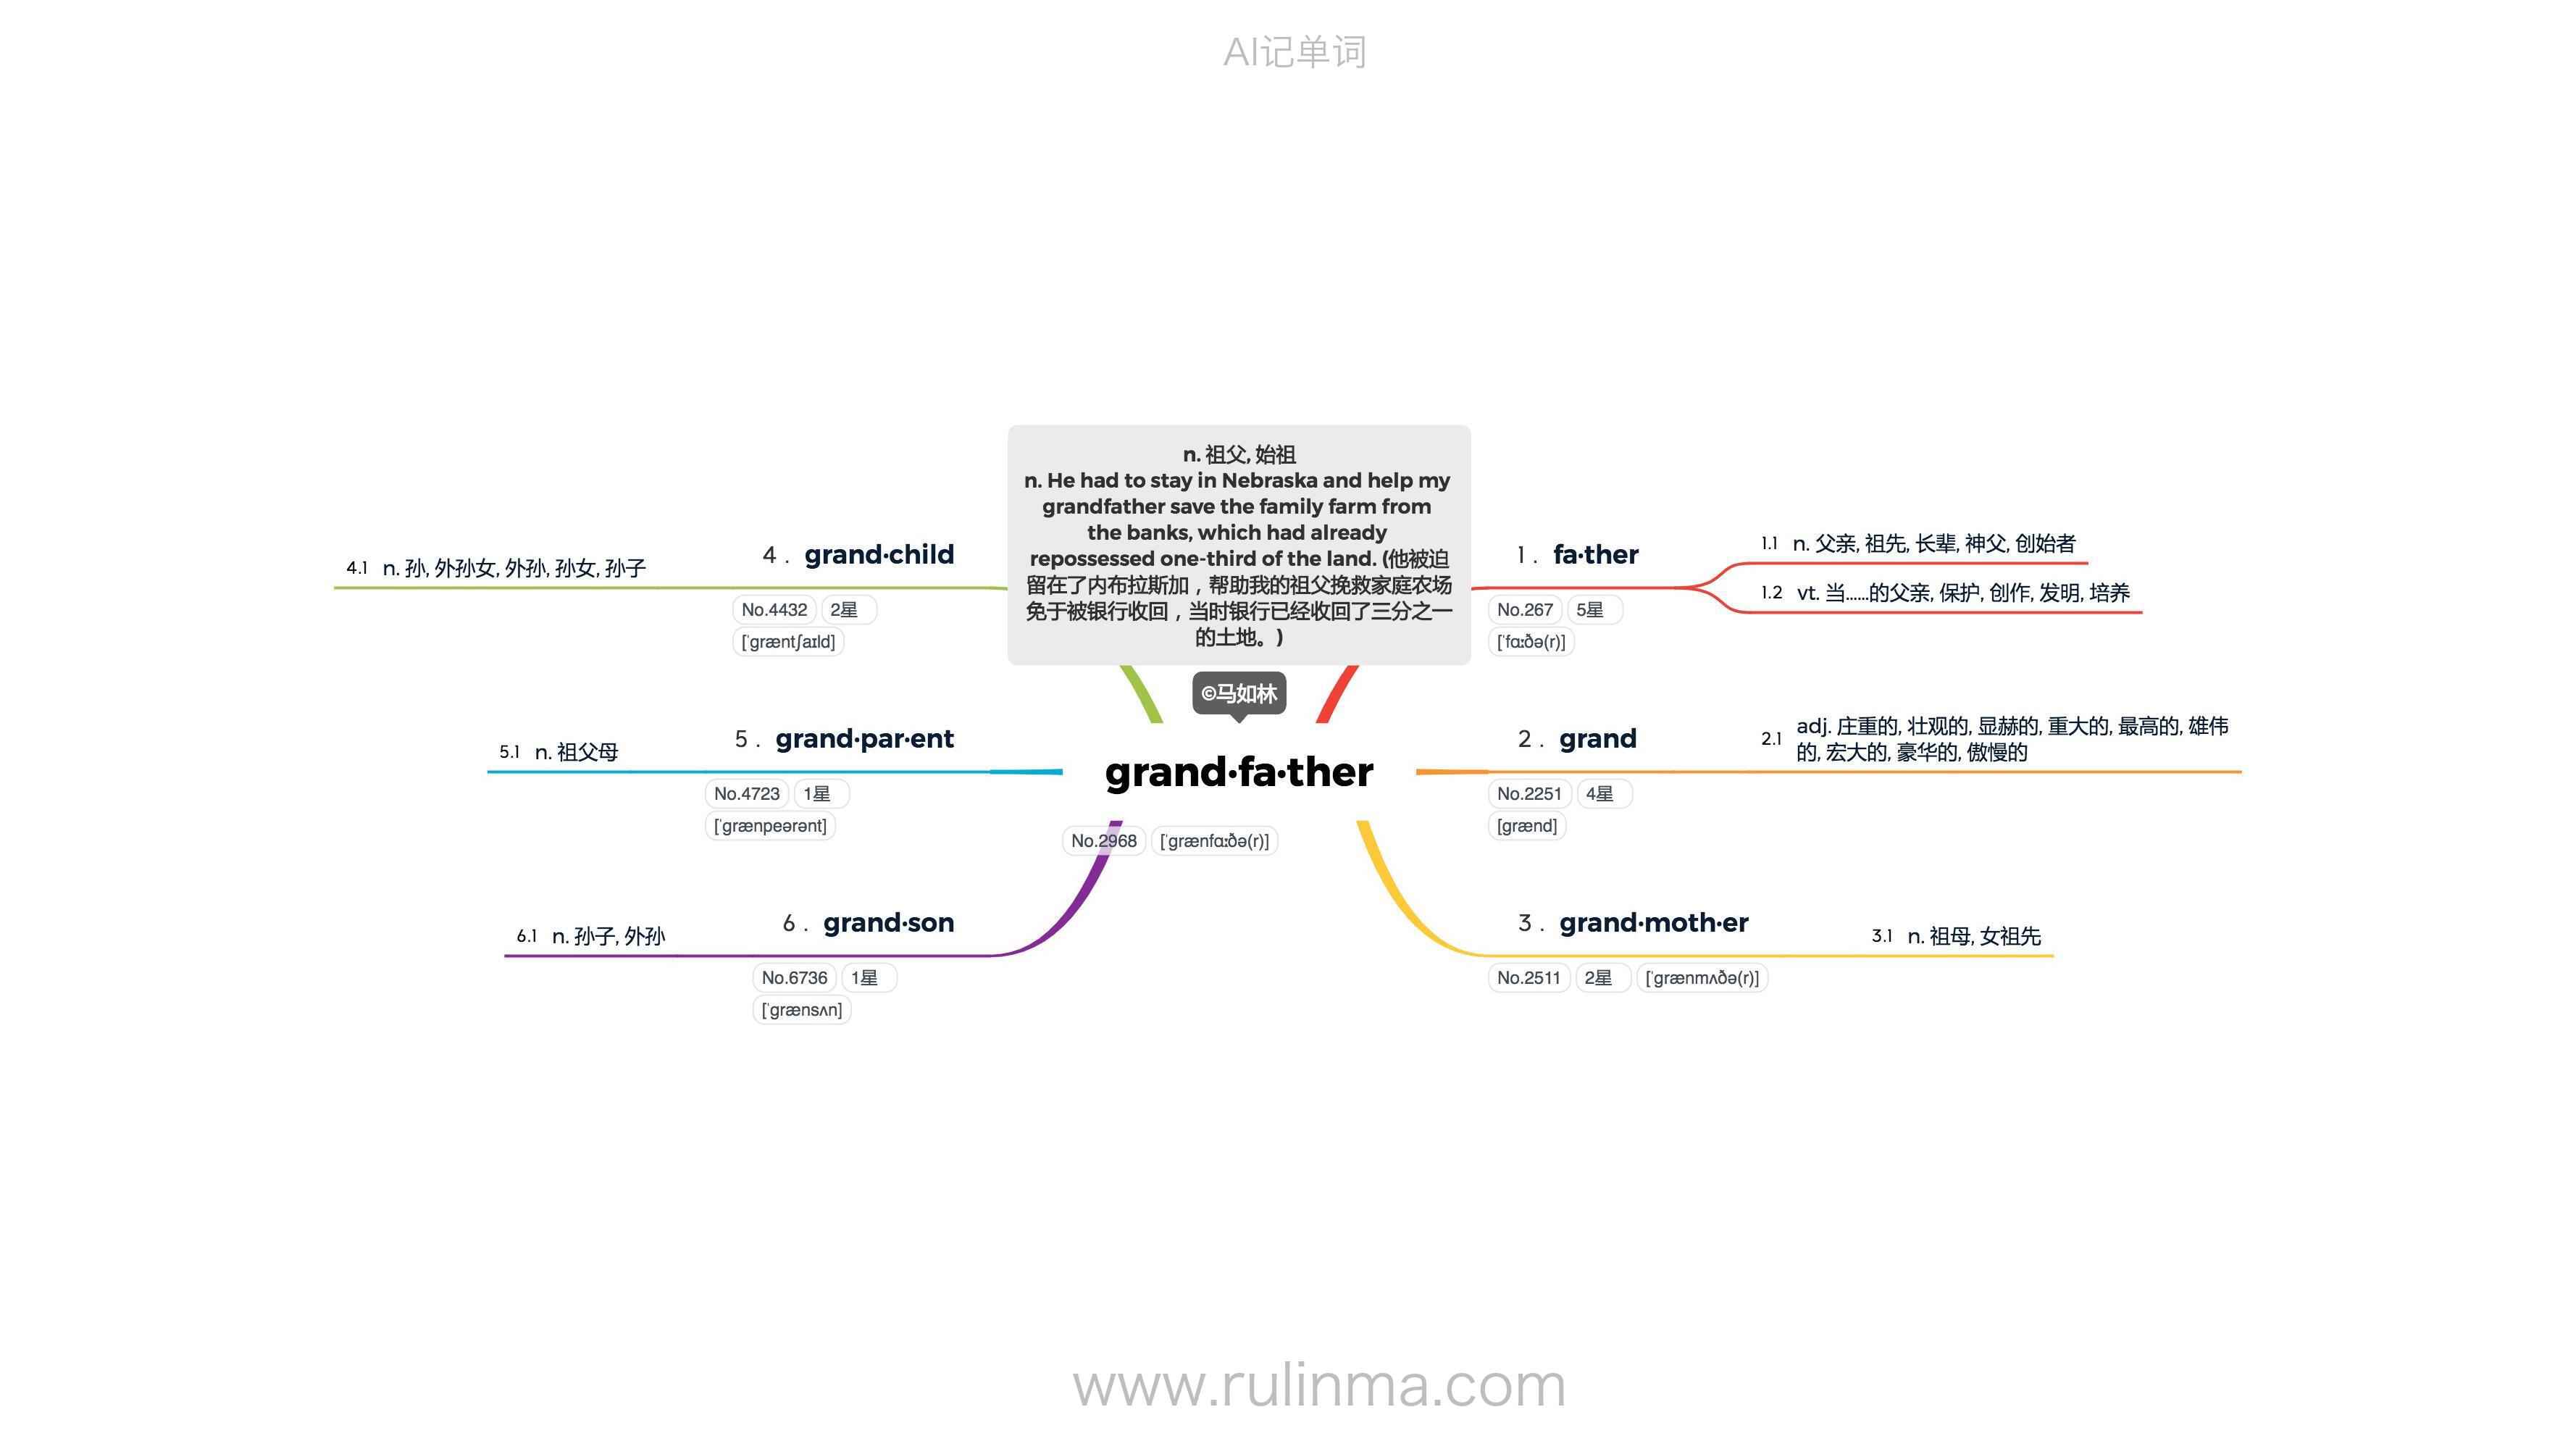 AI记单词
n. 祖父, 始祖
n. He had to stay in Nebraska and help my
grandfather save the family farm from
the banks, which had already
repossessed one-third of the land. (他被迫
留在了内布拉斯加，帮助我的祖父挽救家庭农场
免于被银行收回，当时银行已经收回了三分之一
的土地。)
©马如林
grand·fa·ther
No.2968 [ˈɡrænfɑːðə(r)]
1 . fa·ther
No.267 5星
[ˈfɑːðə(r)]
1.1 n. 父亲, 祖先, 长辈, 神父, 创始者
1.2 vt. 当……的父亲, 保护, 创作, 发明, 培养
2 . grand
No.2251 4星
[ɡrænd]
2.1 adj. 庄重的, 壮观的, 显赫的, 重大的, 最高的, 雄伟
的, 宏大的, 豪华的, 傲慢的
3 . grand·moth·er
No.2511 2星 [ˈɡrænmʌðə(r)]
3.1 n. 祖母, 女祖先
4 . grand·child
No.4432 2星
[ˈɡræntʃaɪld]
4.1 n. 孙, 外孙女, 外孙, 孙女, 孙子
5 . grand·par·ent
No.4723 1星
[ˈɡrænpeərənt]
5.1 n. 祖父母
6 . grand·son
No.6736 1星
[ˈɡrænsʌn]
6.1 n. 孙子, 外孙
www.rulinma.com